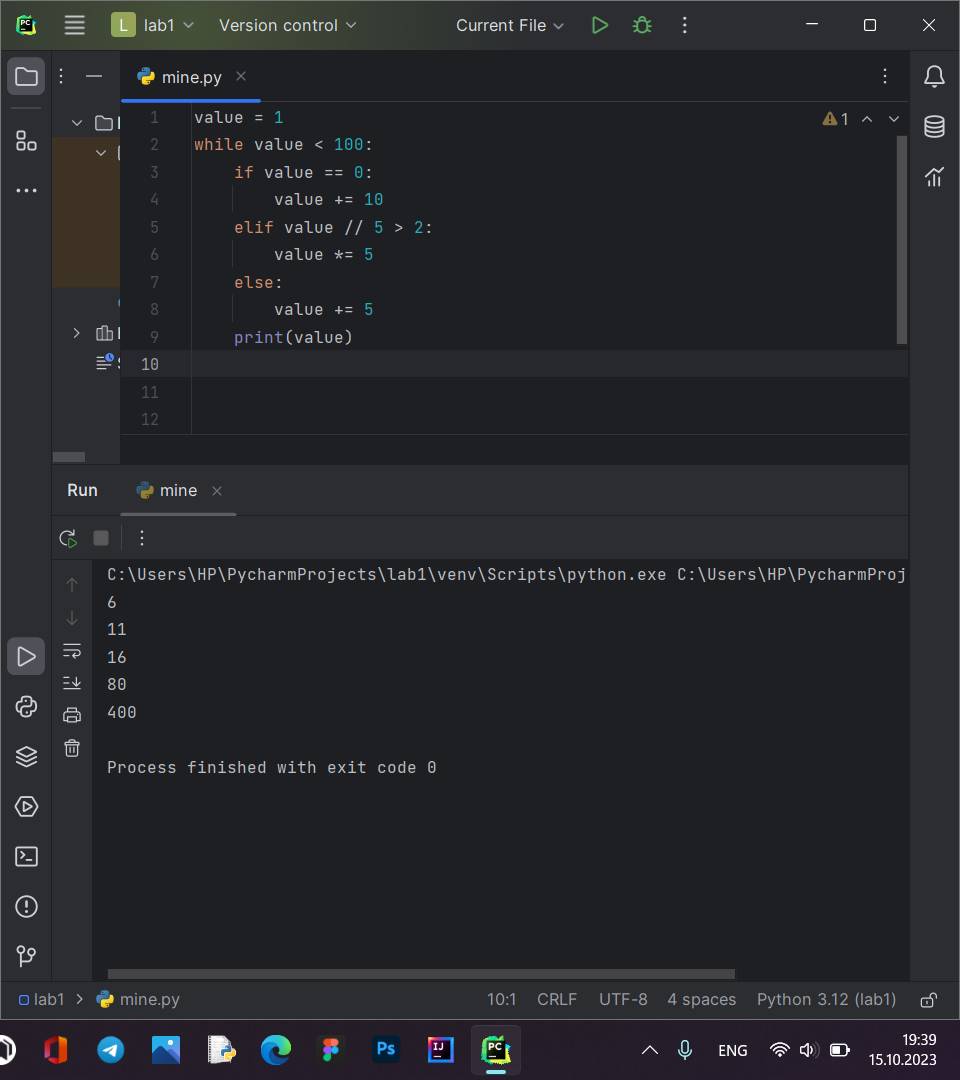 L lab1 Version control Current File
mine.py
1 value = 1
2 while value < 100:
3 if value == 0:
4 value += 10
5 elif value // 5 > 2:
6 value *= 5
7 else:
8 value += 5
9 print(value)
10
11
12
1
Run mine
C:\Users\HP\PycharmProjects\lab1\venv\Scripts\python.exe C:\Users\HP\PycharmProj
6
11
16
80
400
Process finished with exit code 0
lab1 > mine.py 10:1 CRLF UTF-8 4 spaces Python 3.12 (lab1)
Ps IJ PC ENG 19:39
15.10.2023